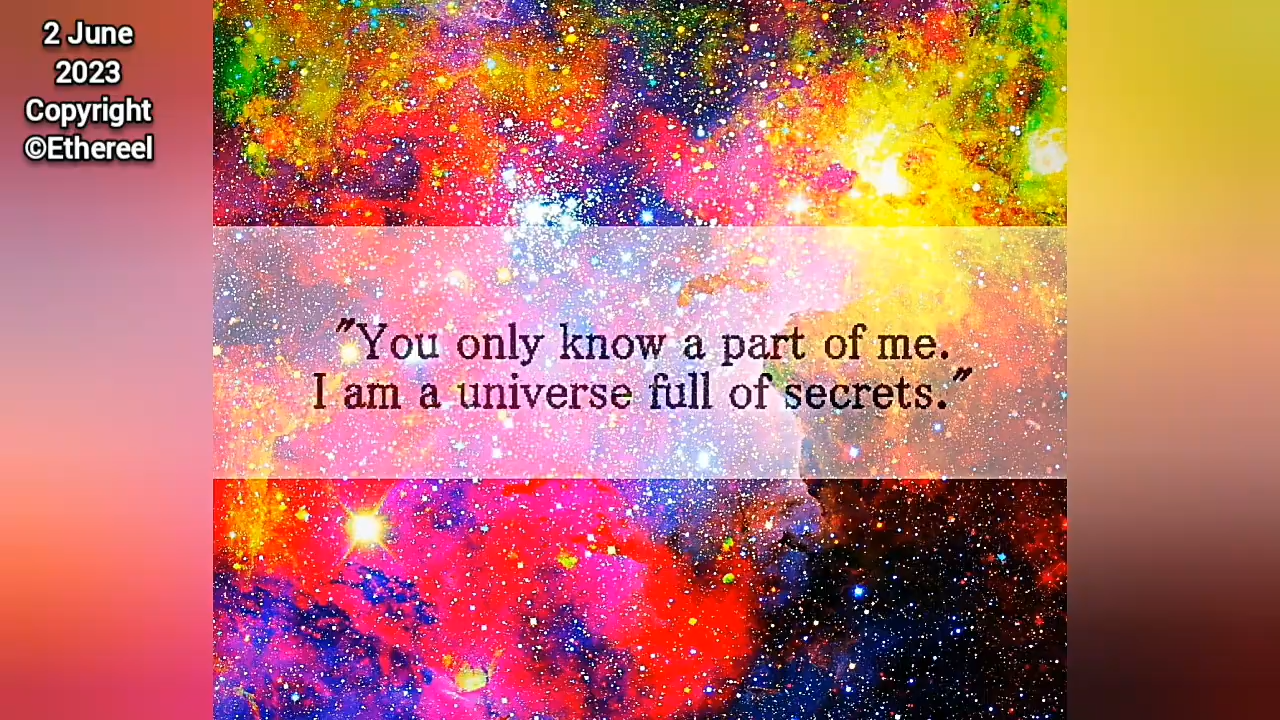 2 June
2023
Copyright
©Ethereel
"You only know a part of me.
I am a universe full of secrets."